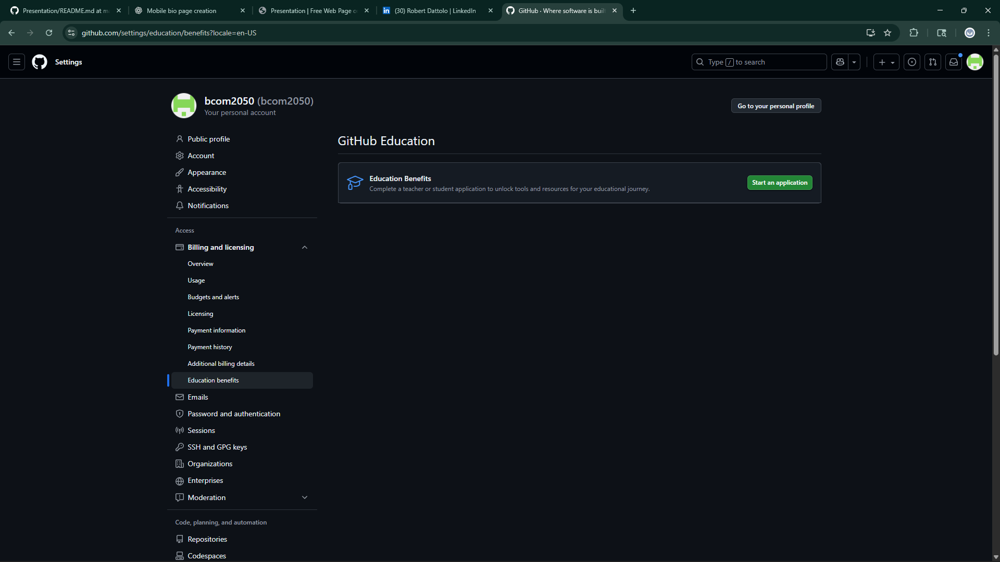 Presentation/README.md at m
Mobile bio page creation
Presentation | Free Web Page o
(30) Robert Dattolo | LinkedIn
GitHub · Where software is buil
github.com/settings/education/benefits?locale=en-US
Settings
Type / to search
bcom2050 (bcom2050)
Your personal account
Go to your personal profile
Public profile
Account
Appearance
Accessibility
Notifications
Access
Billing and licensing
Overview
Usage
Budgets and alerts
Licensing
Payment information
Payment history
Additional billing details
Education benefits
Emails
Password and authentication
Sessions
SSH and GPG keys
Organizations
Enterprises
Moderation
Code, planning, and automation
Repositories
Codespaces
GitHub Education
Education Benefits
Complete a teacher or student application to unlock tools and resources for your educational journey.
Start an application